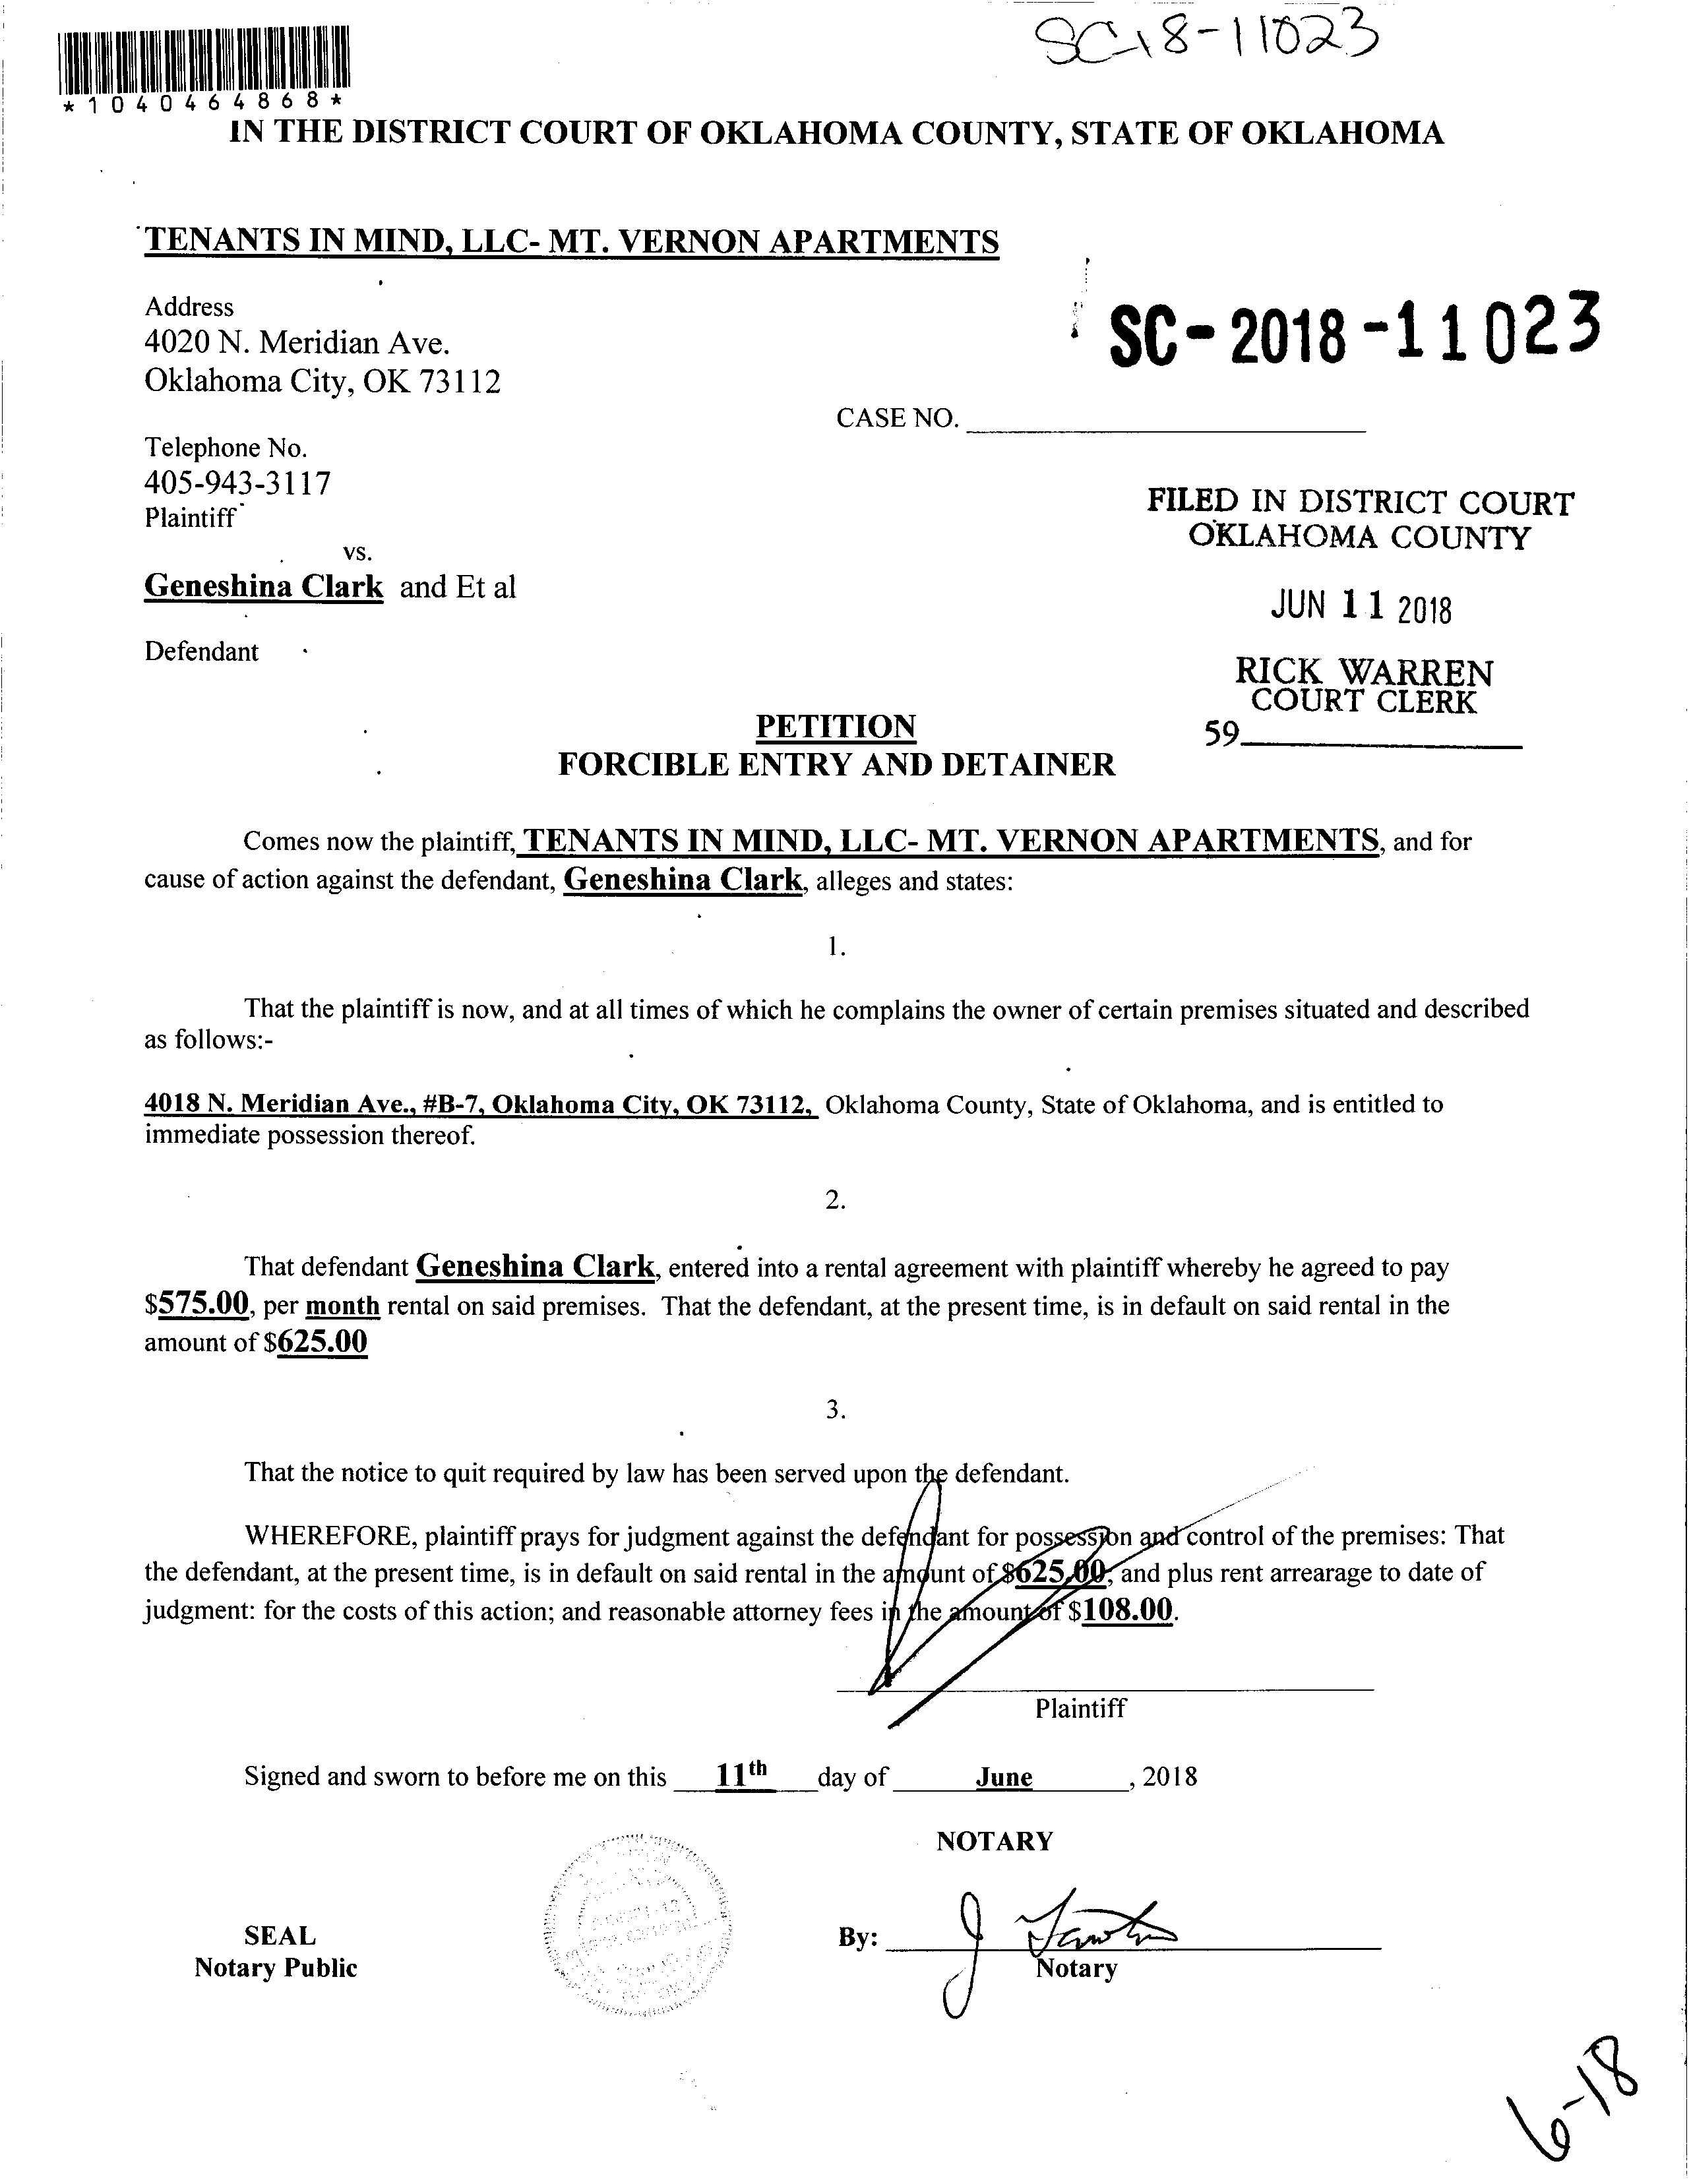 SC-18-11023
*1040464868*
IN THE DISTRICT COURT OF OKLAHOMA COUNTY, STATE OF OKLAHOMA
TENANTS IN MIND, LLC- MT. VERNON APARTMENTS
Address
4020 N. Meridian Ave.
Oklahoma City, OK 73112
SC-2018-11023
CASE NO.
Telephone No.
405-943-3117
Plaintiff
vs.
Geneshina Clark and Et al
Defendant
FILED IN DISTRICT COURT
OKLAHOMA COUNTY
JUN 11 2018
RICK WARREN
COURT CLERK
59
PETITION
FORCIBLE ENTRY AND DETAINER
Comes now the plaintiff, TENANTS IN MIND, LLC- MT. VERNON APARTMENTS, and for
cause of action against the defendant, Geneshina Clark, alleges and states:
1.
That the plaintiff is now, and at all times of which he complains the owner of certain premises situated and described
as follows:-
4018 N. Meridian Ave., #B-7, Oklahoma City, OK 73112, Oklahoma County, State of Oklahoma, and is entitled to
immediate possession thereof.
2.
That defendant Geneshina Clark, entered into a rental agreement with plaintiff whereby he agreed to pay
$575.00, per month rental on said premises. That the defendant, at the present time, is in default on said rental in the
amount of $625.00
3.
That the notice to quit required by law has been served upon the defendant.
WHEREFORE, plaintiff prays for judgment against the defendant for possession and control of the premises: That
the defendant, at the present time, is in default on said rental in the amount of $625.00, and plus rent arrearage to date of
judgment: for the costs of this action; and reasonable attorney fees in the amount of $108.00.
Plaintiff
Signed and sworn to before me on this 11th day of June, 2018
NOTARY
SEAL
Notary Public
By:
Notary
6-18